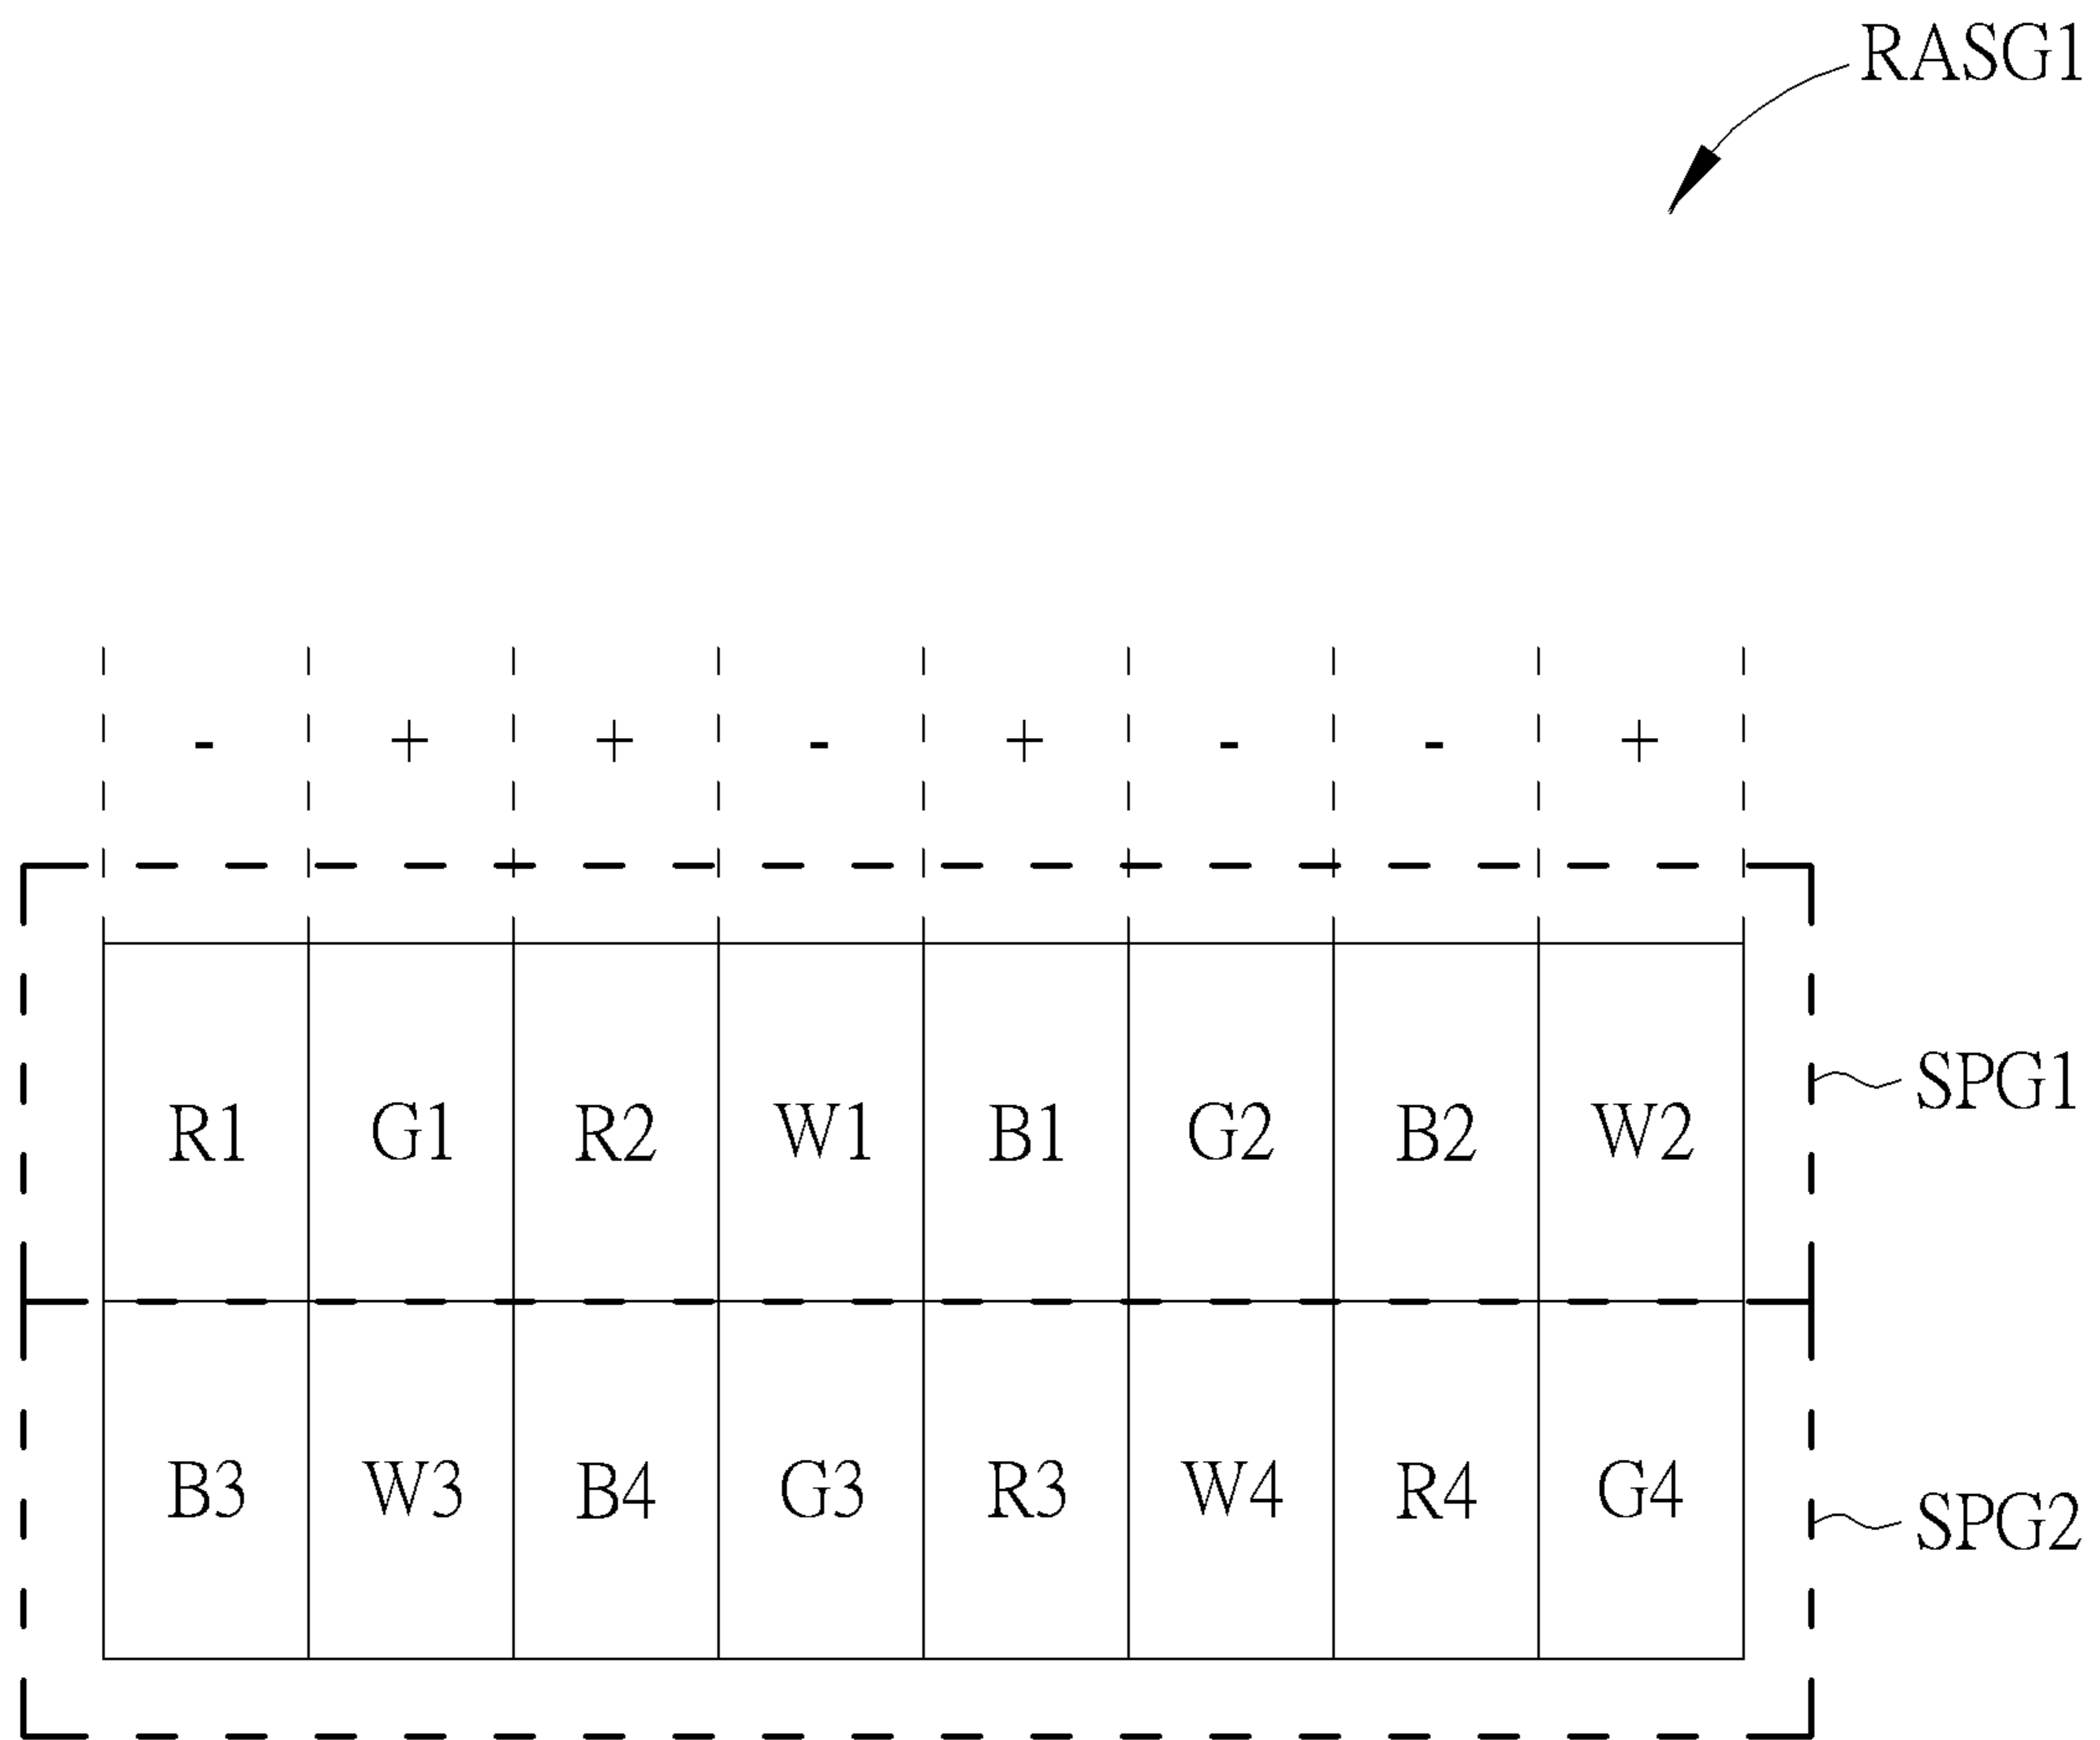 RASG1
- + + - + - - +
R1 G1 R2 W1 B1 G2 B2 W2
SPG1
B3 W3 B4 G3 R3 W4 R4 G4
SPG2